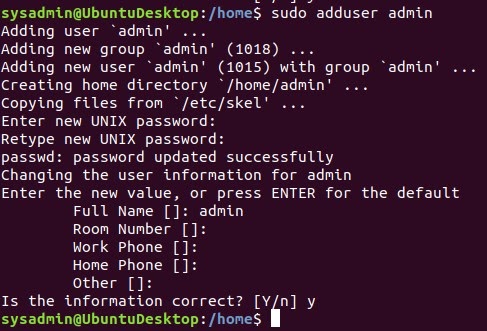 sysadmin@UbuntuDesktop:/home$ sudo adduser admin
Adding user `admin' ...
Adding new group `admin' (1018) ...
Adding new user `admin' (1015) with group `admin' ...
Creating home directory `/home/admin' ...
Copying files from `/etc/skel' ...
Enter new UNIX password:
Retype new UNIX password:
passwd: password updated successfully
Changing the user information for admin
Enter the new value, or press ENTER for the default
        Full Name []: admin
        Room Number []:
        Work Phone []:
        Home Phone []:
        Other []:
Is the information correct? [Y/n] y
sysadmin@UbuntuDesktop:/home$